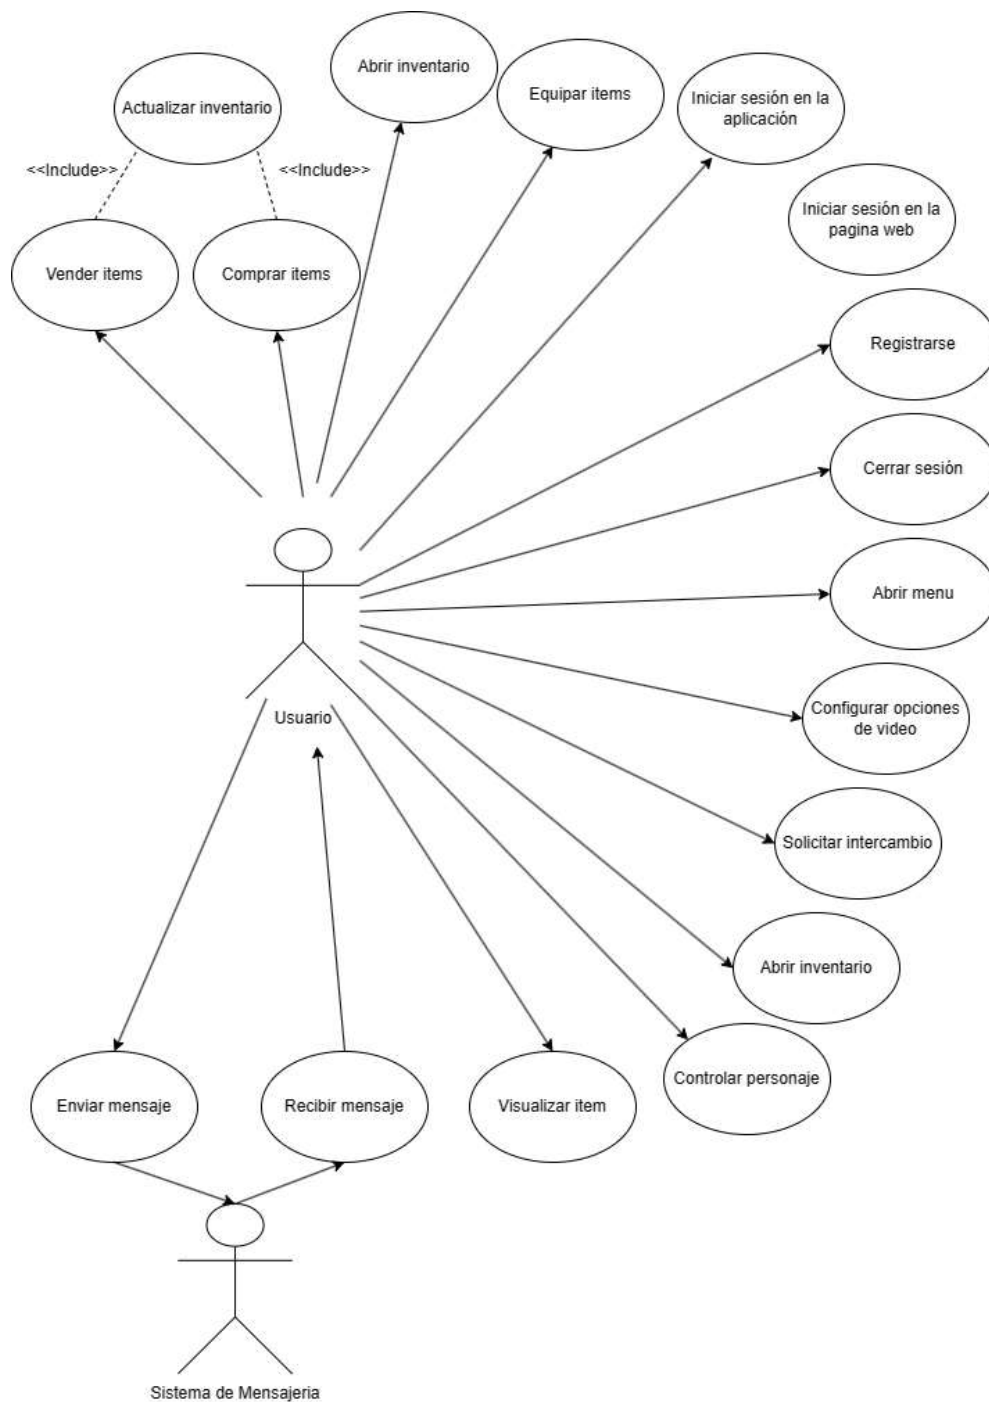 Abrir inventario
Equipar items
Iniciar sesión en la
aplicación
Actualizar inventario
<<Include>>
<<Include>>
Iniciar sesión en la
pagina web
Vender items
Comprar items
Registrarse
Cerrar sesión
Abrir menu
Configurar opciones
de video
Usuario
Solicitar intercambio
Abrir inventario
Controlar personaje
Enviar mensaje
Recibir mensaje
Visualizar item
Sistema de Mensajeria